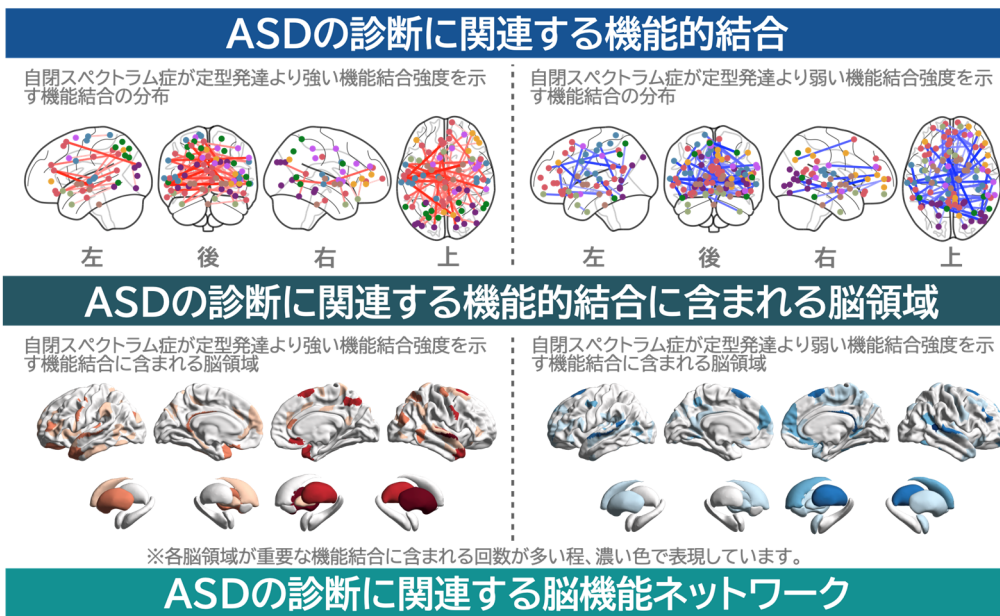 ASDの診断に関連する機能的結合
自閉スペクトラム症が定型発達より強い機能結合強度を示
す機能結合の分布
自閉スペクトラム症が定型発達より弱い機能結合強度を示
す機能結合の分布
左 後 右 上
左 後 右 上
ASDの診断に関連する機能的結合に含まれる脳領域
自閉スペクトラム症が定型発達より強い機能結合強度を示
す機能結合に含まれる脳領域
自閉スペクトラム症が定型発達より弱い機能結合強度を示
す機能結合に含まれる脳領域
※各脳領域が重要な機能結合に含まれる回数が多い程、濃い色で表現しています。
ASDの診断に関連する脳機能ネットワーク